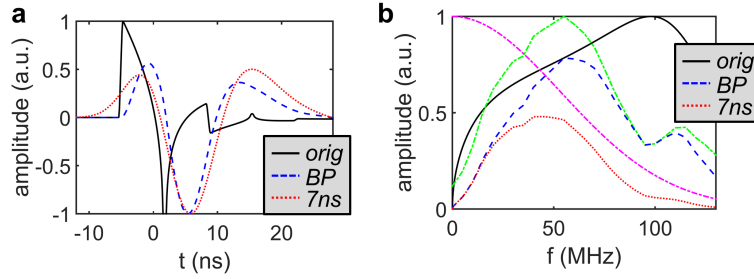 a
amplitude (a.u.)
1
0.5
0
-0.5
-1
-10
0
10
20
t (ns)
orig
BP
7ns
b
amplitude (a.u.)
1
0.5
0
0
50
100
f (MHz)
orig
BP
7ns